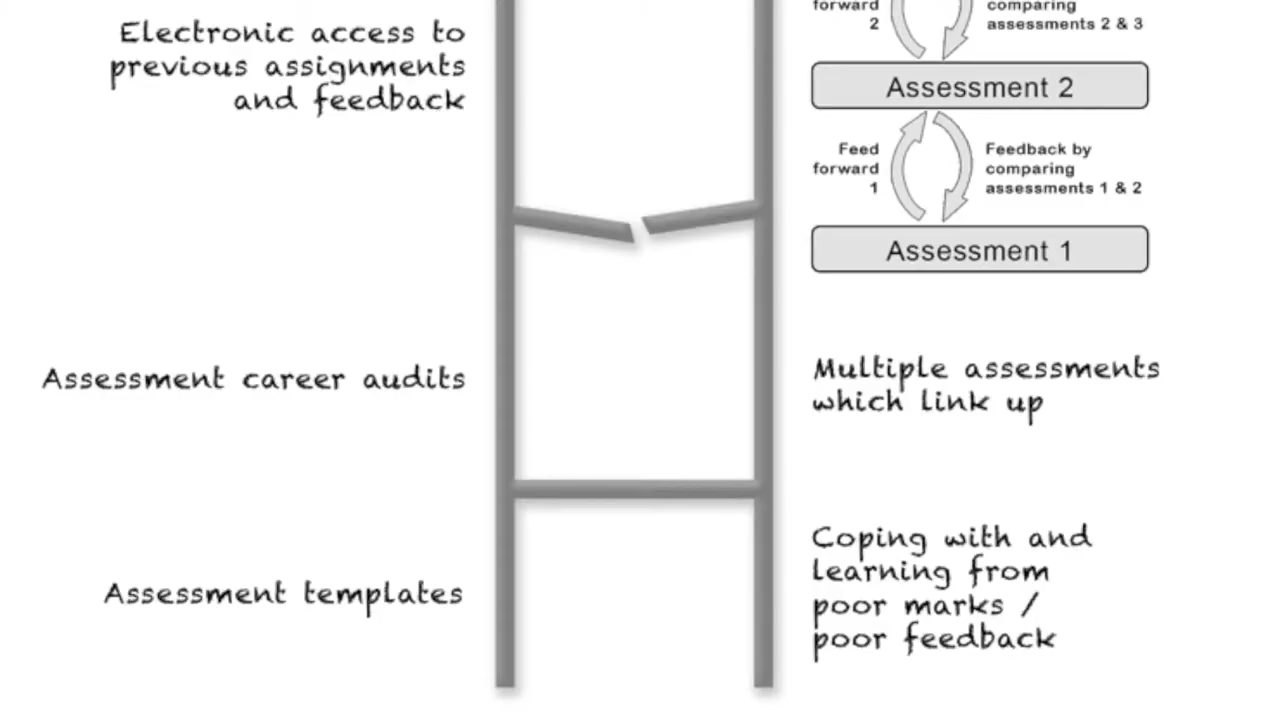 Electronic access to
previous assignments
and feedback
Assessment career audits
Assessment templates
forward
2
comparing
assessments 2 & 3
Assessment 2
Feed
forward
1
Feedback by
comparing
assessments 1 & 2
Assessment 1
Multiple assessments
which link up
Coping with and
learning from
poor marks /
poor feedback